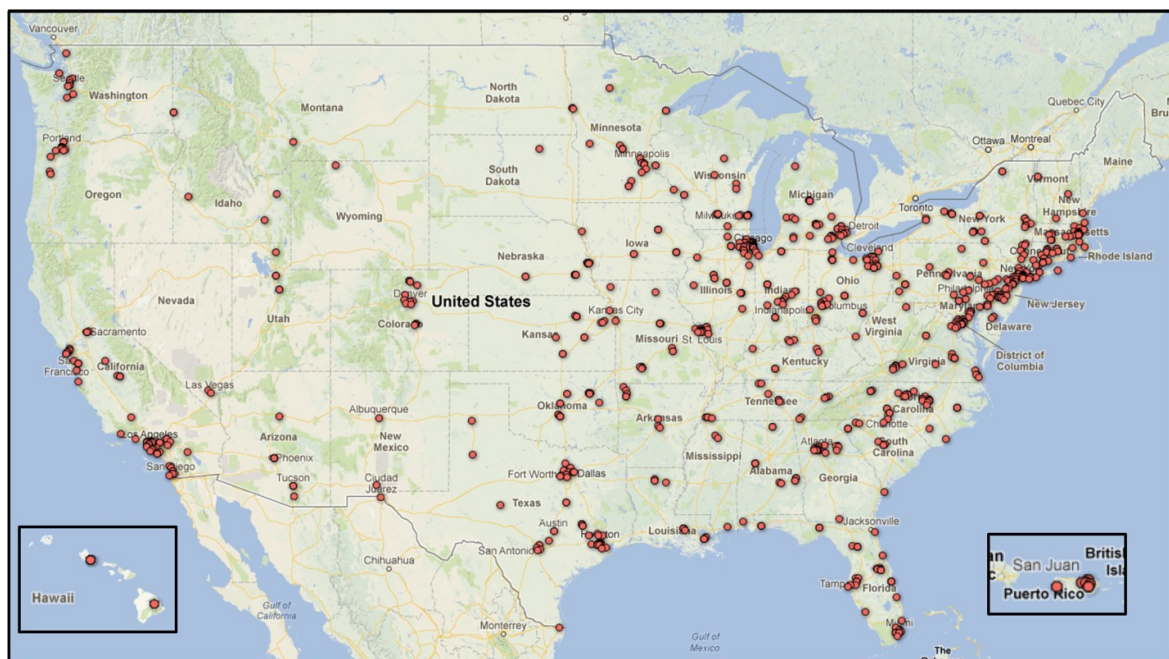 Vancouver
Seattle
Washington
Montana
North
Dakota
Minnesota
Quebec City
Ottawa
Montreal
Maine
Portland
Oregon
Idaho
South
Dakota
Minneapolis
Wisconsin
Michigan
Toronto
Vermont
New
Hampshire
Massachusetts
Wyoming
Milwaukee
Detroit
New York
Chicago
Cleveland
Rhode Island
Nebraska
Iowa
Illinois
Ohio
Pennsylvania
Nevada
Utah
Denver
United States
Indianapolis
Columbus
Philadelphia
New Jersey
Maryland
Delaware
Sacramento
San
Francisco
California
Kansas City
Kansas
Missouri
St. Louis
West
Virginia
Virginia
District of
Columbia
Kentucky
Las Vegas
Albuquerque
Oklahoma
Arkansas
Tennessee
Carolina
Charlotte
Los Angeles
Arizona
Phoenix
New
Mexico
Mississippi
Atlanta
South
Carolina
San Diego
Tucson
Ciudad
Juarez
Fort Worth
Dallas
Alabama
Georgia
Texas
Austin
Houston
Louisiana
Jacksonville
San Antonio
Chihuahua
Tampa
Florida
Miami
Gulf of
California
Monterrey
Gulf of
Mexico
The
Hawaii
San Juan
British
Puerto Rico